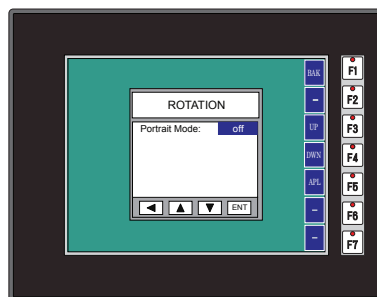 ROTATION
Portrait Mode: off
ENT
BAK
–
UP
DWN
APL
–
–
F1
F2
F3
F4
F5
F6
F7